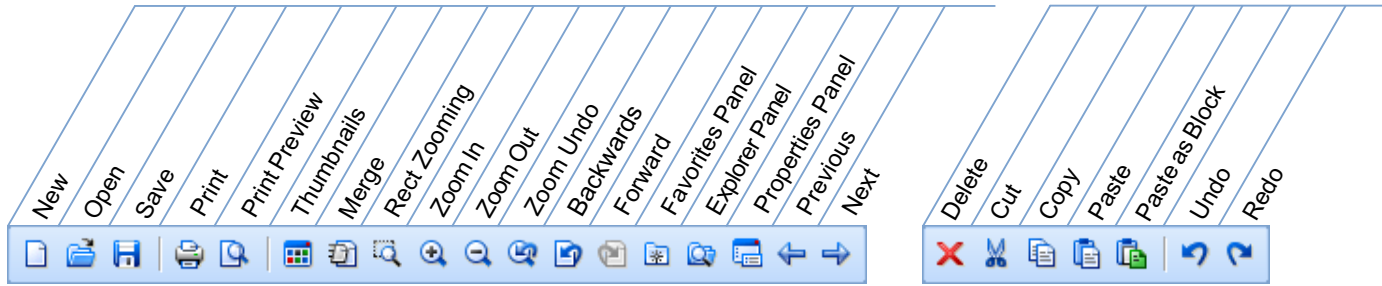 New
Open
Save
Print
Print Preview
Thumbnails
Merge
Rect Zooming
Zoom In
Zoom Out
Zoom Undo
Backwards
Forward
Favorites Panel
Explorer Panel
Properties Panel
Previous
Next
Delete
Cut
Copy
Paste
Paste as Block
Undo
Redo